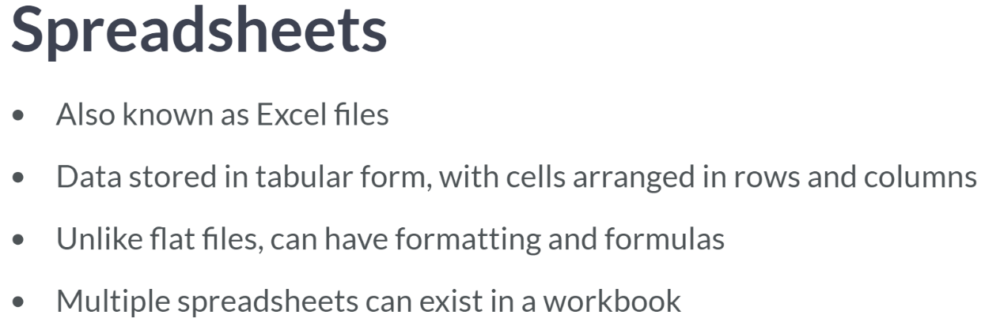 Spreadsheets
• Also known as Excel files
• Data stored in tabular form, with cells arranged in rows and columns
• Unlike flat files, can have formatting and formulas
• Multiple spreadsheets can exist in a workbook